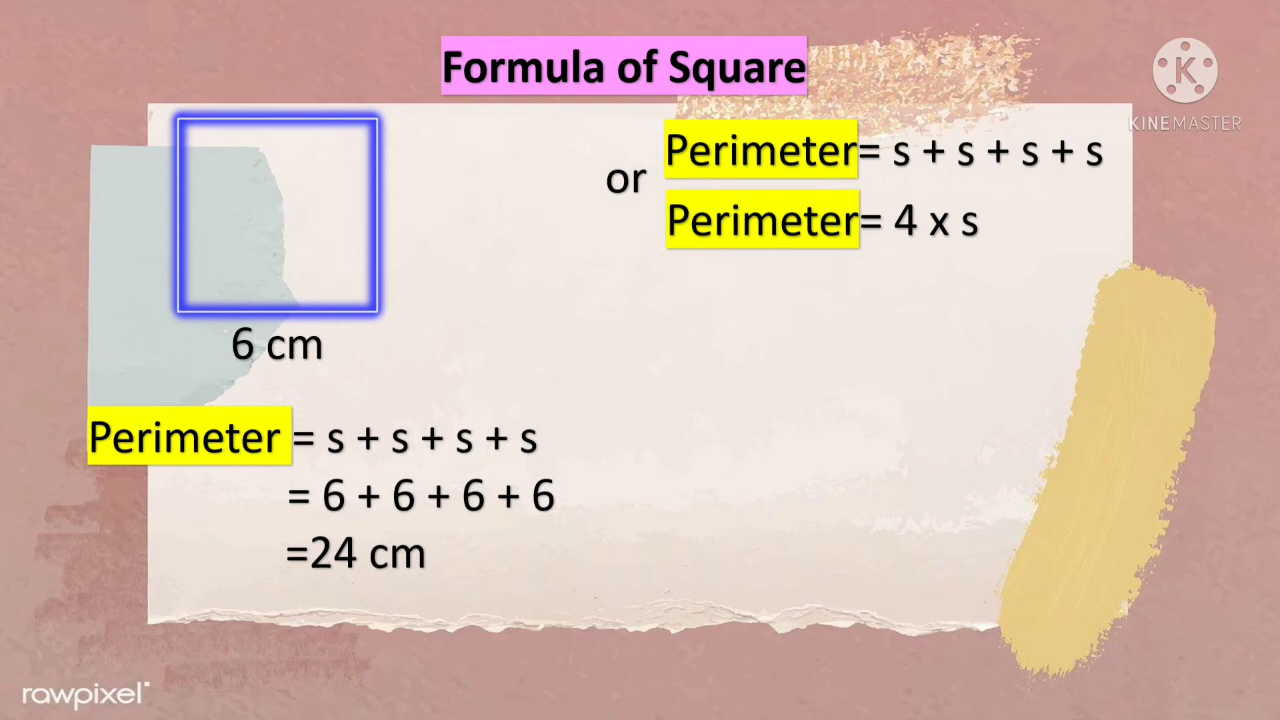 Formula of Square
K
KINEMASTER
Perimeter= s + s + s + s
or
Perimeter= 4 x s
6 cm
Perimeter = s + s + s + s
= 6 + 6 + 6 + 6
=24 cm
rawpixel